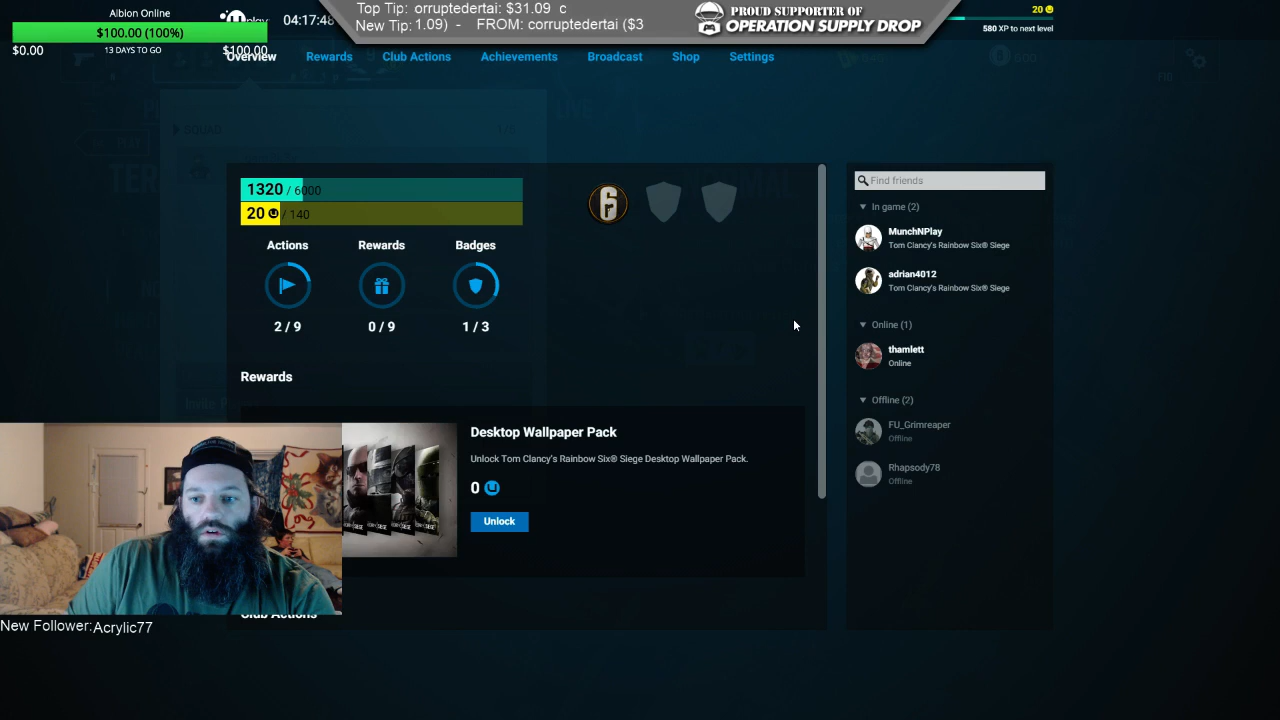 Albion Online
$100.00 (100%)
$0.00
13 DAYS TO GO
$100.00
04:17:48
Top Tip: orruptedertai: $31.09 c
New Tip: 1.09) - FROM: corruptedertai ($3
PROUD SUPPORTER OF
OPERATION SUPPLY DROP
20
580 XP to next level
Overview
Rewards
Club Actions
Achievements
Broadcast
Shop
Settings
SQUAD
1320 / 6000
20 / 140
Actions
Rewards
Badges
2 / 9
0 / 9
1 / 3
Rewards
Desktop Wallpaper Pack
Unlock Tom Clancy's Rainbow Six® Siege Desktop Wallpaper Pack.
0
Unlock
Club Actions
Find friends
In game (2)
MunchNPlay
Tom Clancy's Rainbow Six® Siege
adrian4012
Tom Clancy's Rainbow Six® Siege
Online (1)
thamlett
Online
Offline (2)
FU_Grimreaper
Offline
Rhapsody78
Offline
New Follower: Acrylic77